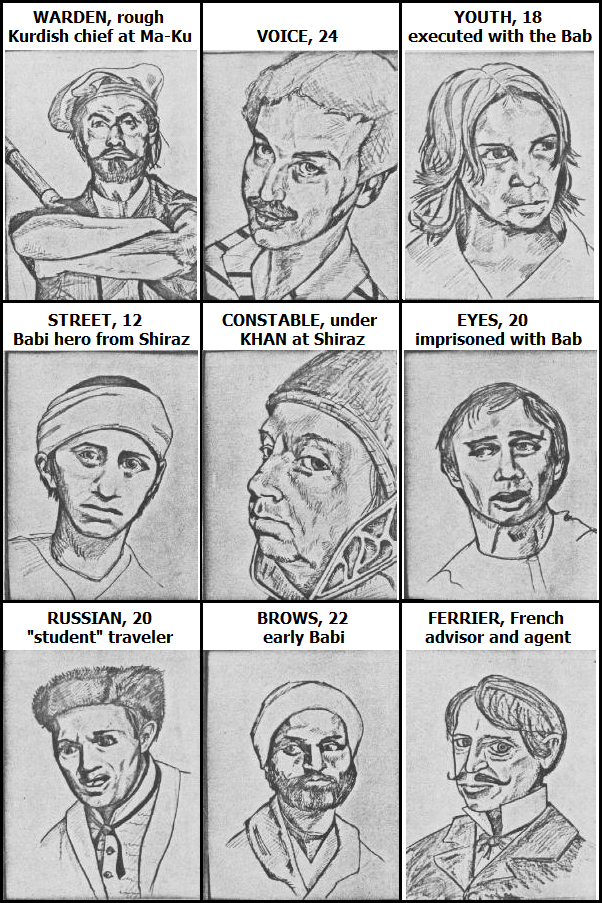 WARDEN, rough
Kurdish chief at Ma-Ku
VOICE, 24
YOUTH, 18
executed with the Bab
STREET, 12
Babi hero from Shiraz
CONSTABLE, under
KHAN at Shiraz
EYES, 20
imprisoned with Bab
RUSSIAN, 20
"student" traveler
BROWS, 22
early Babi
FERRIER, French
advisor and agent